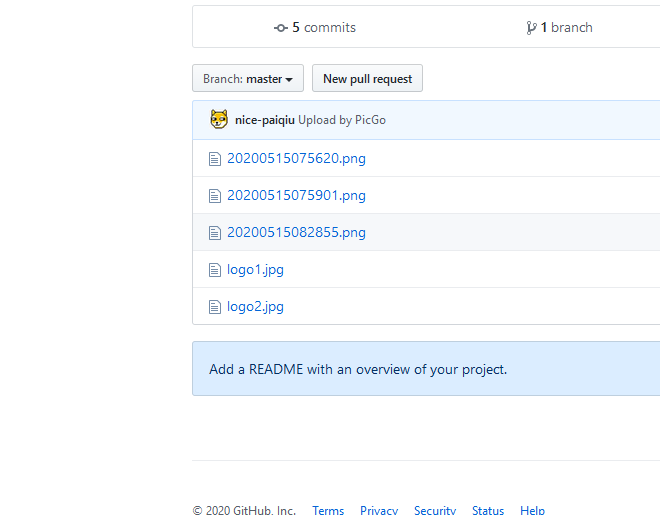 5 commits 1 branch
Branch: master New pull request
nice-paiqiu Upload by PicGo
20200515075620.png
20200515075901.png
20200515082855.png
logo1.jpg
logo2.jpg
Add a README with an overview of your project.
© 2020 GitHub, Inc. Terms Privacy Security Status Help